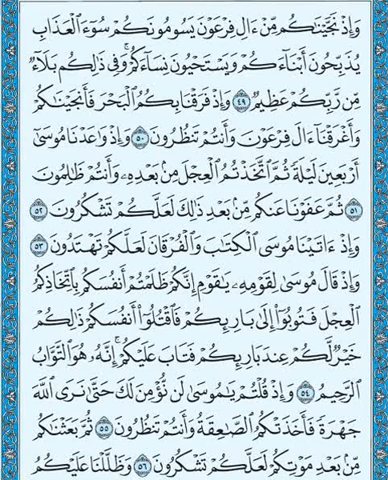 وَإِذْ نَجَّيْنَٰكُم مِّنْ ءَالِ فِرْعَوْنَ يَسُومُونَكُمْ سُوٓءَ ٱلْعَذَابِ
يُذَبِّحُونَ أَبْنَآءَكُمْ وَيَسْتَحْيُونَ نِسَآءَكُمْ ۚ وَفِى ذَٰلِكُم بَلَآءٌ
مِّن رَّبِّكُمْ عَظِيمٌ ٤٩ وَإِذْ فَرَقْنَا بِكُمُ ٱلْبَحْرَ فَأَنجَيْنَٰكُمْ
وَأَغْرَقْنَآ ءَالَ فِرْعَوْنَ وَأَنتُمْ تَنظُرُونَ ٥٠ وَإِذْ وَٰعَدْنَا مُوسَىٰٓ
أَرْبَعِينَ لَيْلَةً ثُمَّ ٱتَّخَذْتُمُ ٱلْعِجْلَ مِنۢ بَعْدِهِۦ وَأَنتُمْ ظَٰلِمُونَ
٥١ ثُمَّ عَفَوْنَا عَنكُم مِّنۢ بَعْدِ ذَٰلِكَ لَعَلَّكُمْ تَشْكُرُونَ ٥٢
وَإِذْ ءَاتَيْنَا مُوسَى ٱلْكِتَٰبَ وَٱلْفُرْقَانَ لَعَلَّكُمْ تَهْتَدُونَ ٥٣
وَإِذْ قَالَ مُوسَىٰ لِقَوْمِهِۦ يَٰقَوْمِ إِنَّكُمْ ظَلَمْتُمْ أَنفُسَكُم بِٱتِّخَاذِكُمُ
ٱلْعِجْلَ فَتُوبُوٓا۟ إِلَىٰ بَارِئِكُمْ فَٱقْتُلُوٓا۟ أَنفُسَكُمْ ذَٰلِكُمْ
خَيْرٌ لَّكُمْ عِندَ بَارِئِكُمْ فَتَابَ عَلَيْكُمْ ۚ إِنَّهُۥ هُوَ ٱلتَّوَّابُ
ٱلرَّحِيمُ ٥٤ وَإِذْ قُلْتُمْ يَٰمُوسَىٰ لَن نُّؤْمِنَ لَكَ حَتَّىٰ نَرَى ٱللَّهَ
جَهْرَةً فَأَخَذَتْكُمُ ٱلصَّٰعِقَةُ وَأَنتُمْ تَنظُرُونَ ٥٥ ثُمَّ بَعَثْنَٰكُم
مِّنۢ بَعْدِ مَوْتِكُمْ لَعَلَّكُمْ تَشْكُرُونَ ٥٦ وَظَلَّلْنَا عَلَيْكُمُ